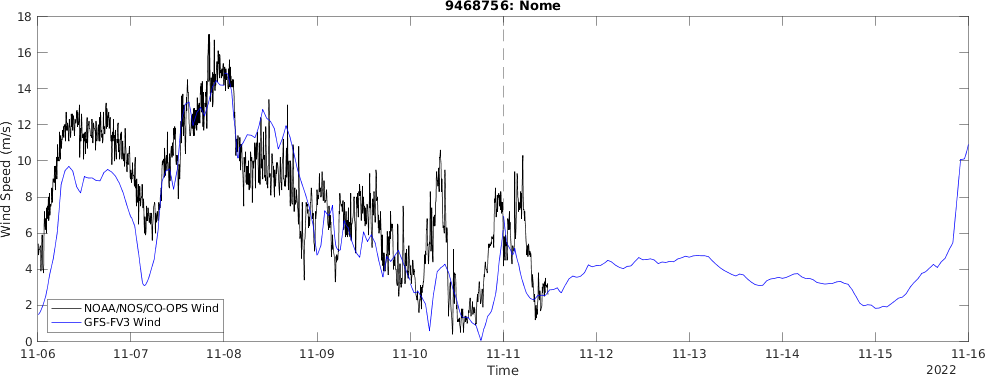 9468756: Nome
18
16
14
12
10
8
6
4
2
0
Wind Speed (m/s)
NOAA/NOS/CO-OPS Wind
GFS-FV3 Wind
11-06 11-07 11-08 11-09 11-10 11-11 11-12 11-13 11-14 11-15 11-16
Time
2022